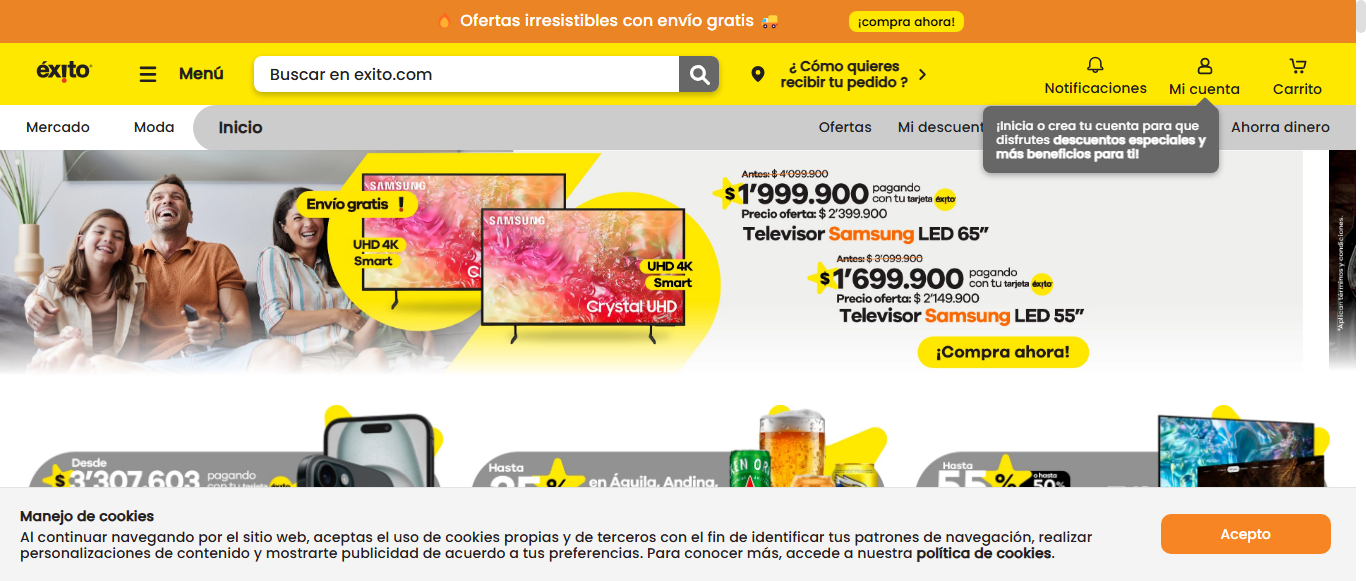 Ofertas irresistibles con envío gratis
¡compra ahora!
éxito
Menú
Buscar en exito.com
¿ Cómo quieres
recibir tu pedido ?
Notificaciones
Mi cuenta
Carrito
Mercado
Moda
Inicio
Ofertas
Mi descuent
Ahorra dinero
¡Inicia o crea tu cuenta para que
disfrutes descuentos especiales y
más beneficios para ti!
Envío gratis !
SAMSUNG
UHD 4K
Smart
SAMSUNG
UHD 4K
Smart
Crystal UHD
Antes: $ 4'099.900
$ 1'999.900 pagando
con tu tarjeta éxito
Precio oferta: $ 2'399.900
Televisor Samsung LED 65”
Antes: $ 3'099.900
$ 1'699.900 pagando
con tu tarjeta éxito
Precio oferta: $ 2'149.900
Televisor Samsung LED 55”
¡Compra ahora!
*Aplican términos y condiciones.
Desde
$ 3'307.603 pagando
con tu tarjeta éxito
Hasta
% en Águila, Andina,
Hasta
55% o hasta
50%
Manejo de cookies
Al continuar navegando por el sitio web, aceptas el uso de cookies propias y de terceros con el fin de identificar tus patrones de navegación, realizar
personalizaciones de contenido y mostrarte publicidad de acuerdo a tus preferencias. Para conocer más, accede a nuestra política de cookies.
Acepto